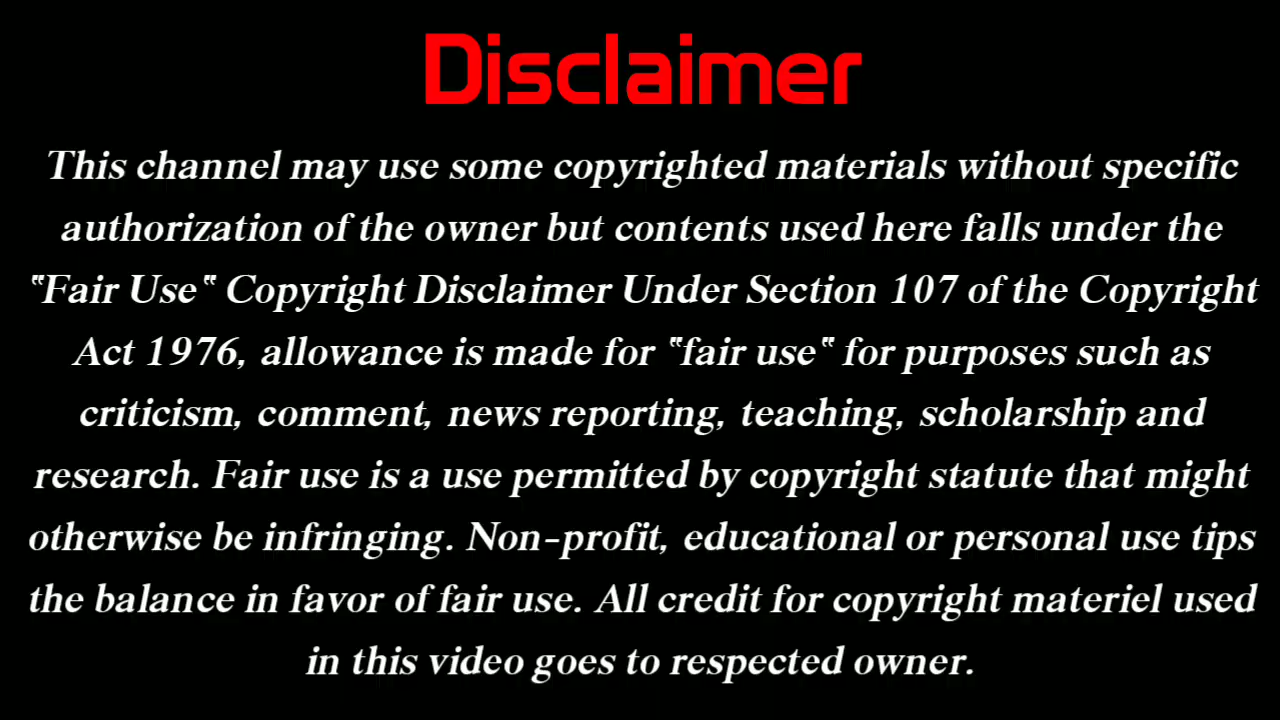 Disclaimer
This channel may use some copyrighted materials without specific
authorization of the owner but contents used here falls under the
“Fair Use“ Copyright Disclaimer Under Section 107 of the Copyright
Act 1976, allowance is made for “fair use“ for purposes such as
criticism, comment, news reporting, teaching, scholarship and
research. Fair use is a use permitted by copyright statute that might
otherwise be infringing. Non-profit, educational or personal use tips
the balance in favor of fair use. All credit for copyright materiel used
in this video goes to respected owner.